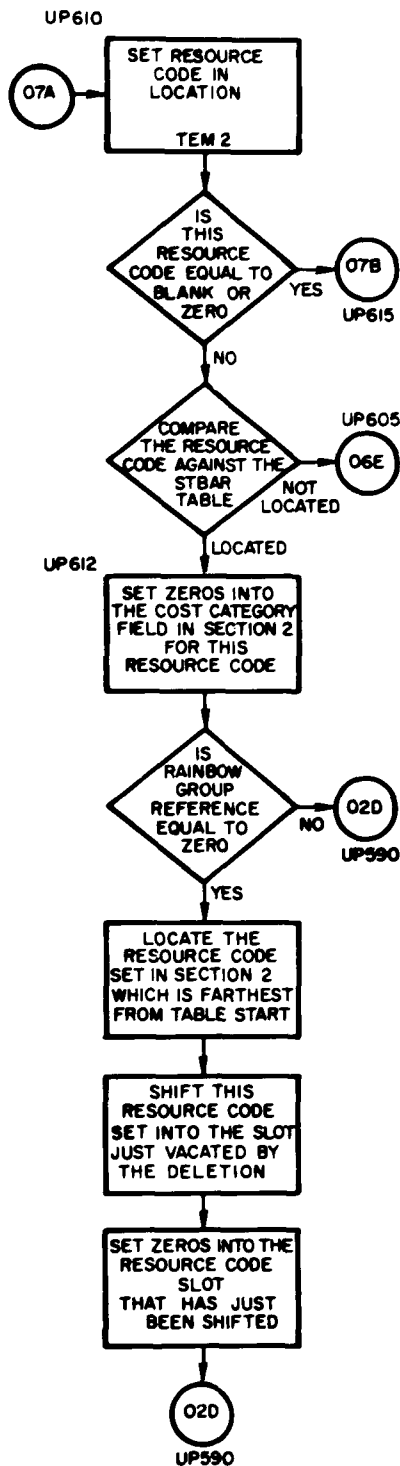 UP610
07A
SET RESOURCE
CODE IN
LOCATION
TEM 2
IS
THIS
RESOURCE
CODE EQUAL TO
BLANK OR
ZERO
YES
07B
UP615
NO
COMPARE
THE RESOURCE
CODE AGAINST THE
STBAR
TABLE
UP605
06E
NOT
LOCATED
LOCATED
UP612
SET ZEROS INTO
THE COST CATEGORY
FIELD IN SECTION 2
FOR THIS
RESOURCE CODE
IS
RAINBOW
GROUP
REFERENCE
EQUAL TO
ZERO
NO
02D
UP590
YES
LOCATE THE
RESOURCE CODE
SET IN SECTION 2
WHICH IS FARTHEST
FROM TABLE START
SHIFT THIS
RESOURCE CODE
SET INTO THE SLOT
JUST VACATED BY
THE DELETION
SET ZEROS INTO THE
RESOURCE CODE
SLOT
THAT HAS JUST
BEEN SHIFTED
02D
UP590